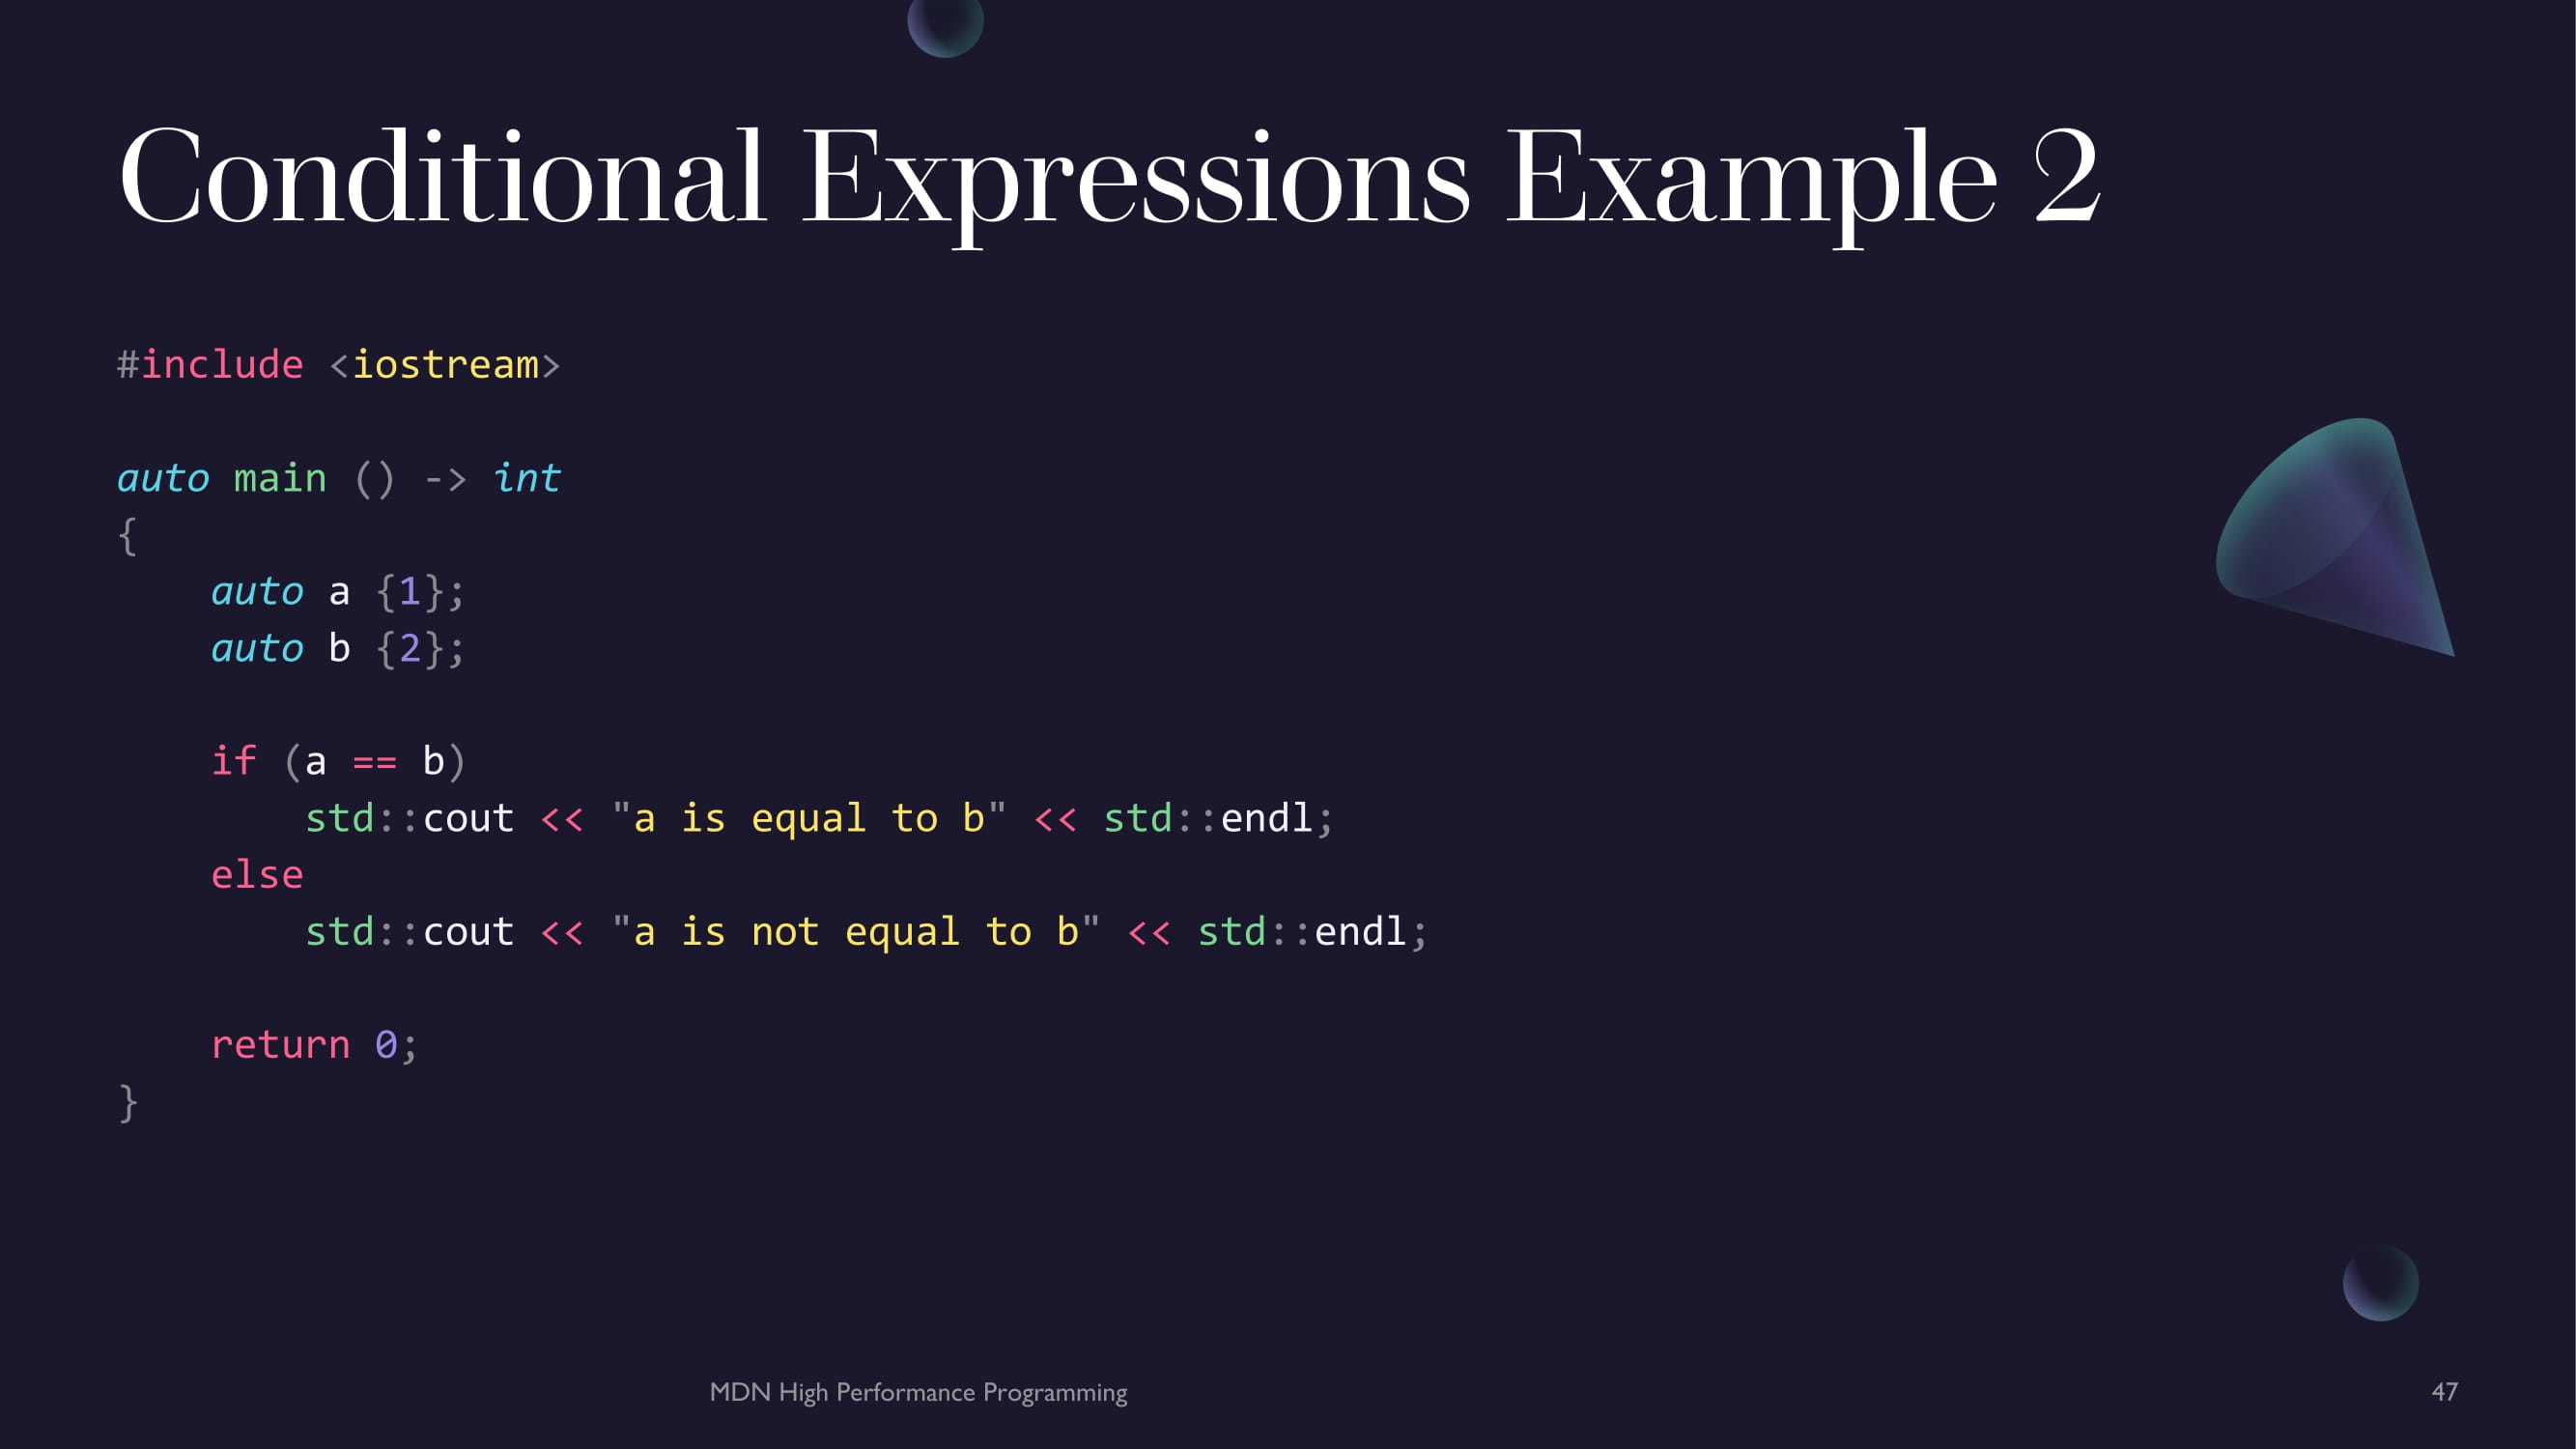 Conditional Expressions Example 2
#include <iostream>
auto main () -> int
{
    auto a {1};
    auto b {2};
    if (a == b)
        std::cout << "a is equal to b" << std::endl;
    else
        std::cout << "a is not equal to b" << std::endl;
    return 0;
}
MDN High Performance Programming
47